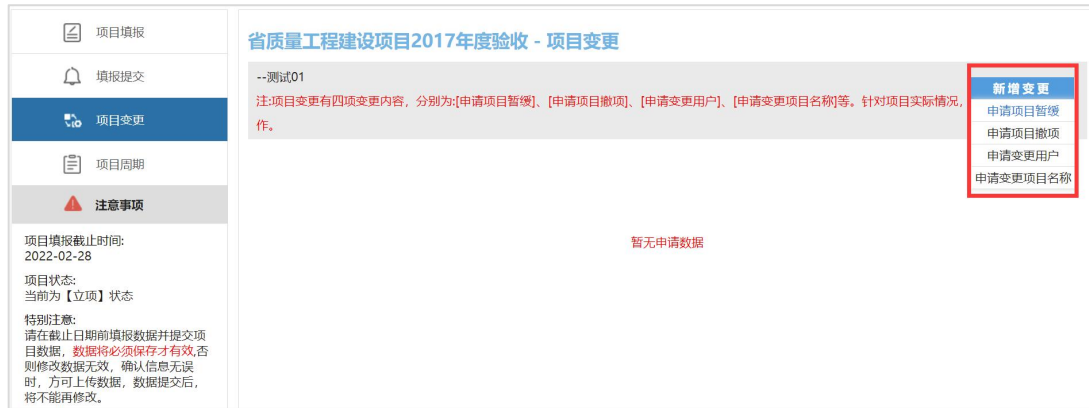 项目填报
填报提交
项目变更
项目周期
注意事项
项目填报截止时间:
2022-02-28
项目状态:
当前为【立项】状态
特别注意:
请在截止日期前填报数据并提交项
目数据，数据将必须保存才有效,否
则修改数据无效，确认信息无误
时，方可上传数据，数据提交后，
将不能再修改。
省质量工程建设项目2017年度验收 - 项目变更
--测试01
注:项目变更有四项变更内容，分别为:[申请项目暂缓]、[申请项目撤项]、[申请变更用户]、[申请变更项目名称]等。针对项目实际情况，
作。
新增变更
申请项目暂缓
申请项目撤项
申请变更用户
申请变更项目名称
暂无申请数据